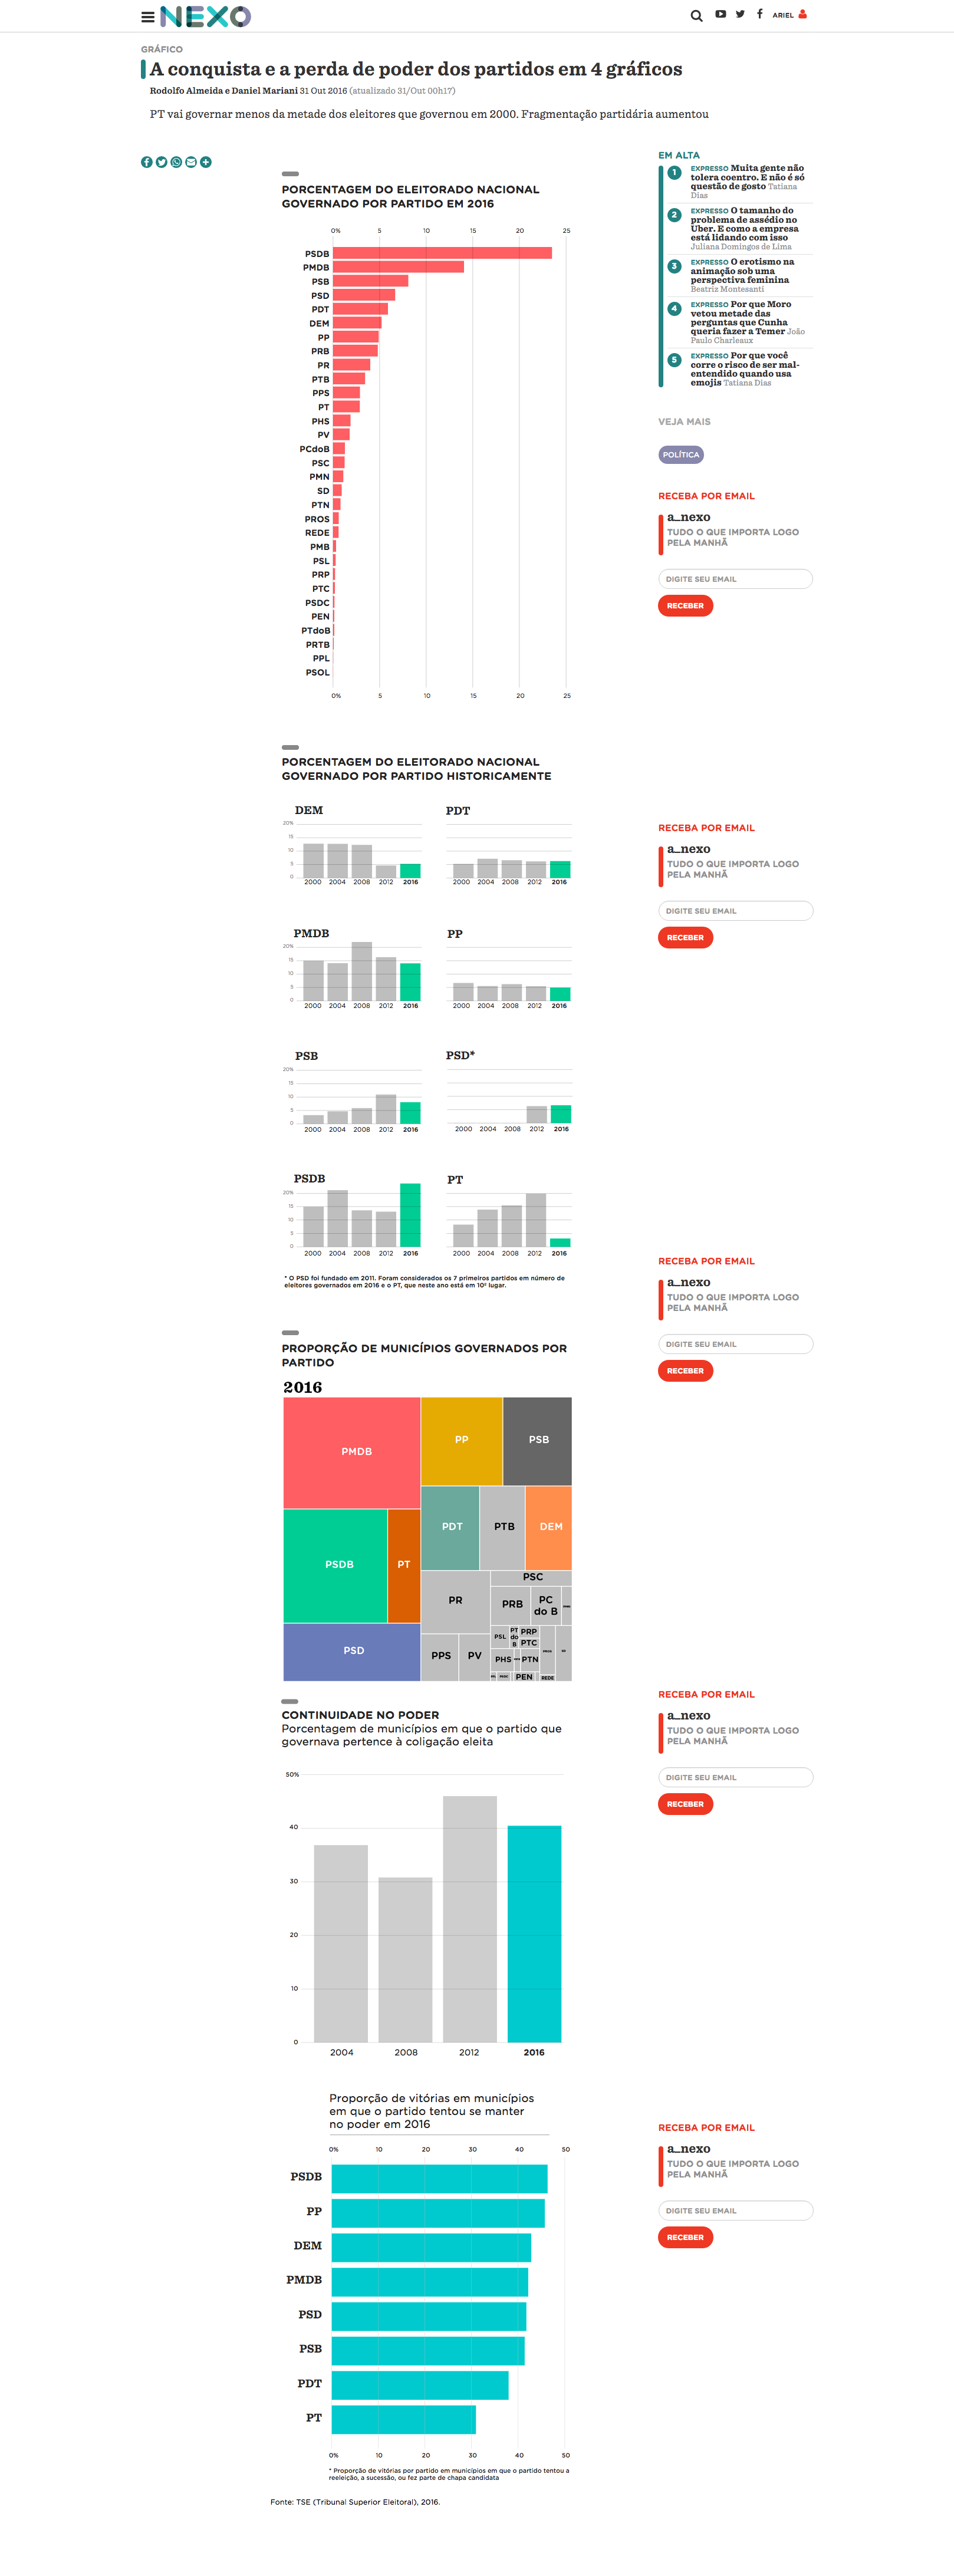 NEXO
ARIEL
GRÁFICO
A conquista e a perda de poder dos partidos em 4 gráficos
Rodolfo Almeida e Daniel Mariani 31 Out 2016 (atualizado 31/Out 00h17)
PT vai governar menos da metade dos eleitores que governou em 2000. Fragmentação partidária aumentou
PORCENTAGEM DO ELEITORADO NACIONAL
GOVERNADO POR PARTIDO EM 2016
0% 5 10 15 20 25
PSDB
PMDB
PSB
PSD
PDT
DEM
PP
PRB
PR
PTB
PPS
PT
PHS
PV
PCdoB
PSC
PMN
SD
PTN
PROS
REDE
PMB
PSL
PRP
PTC
PSDC
PEN
PTdoB
PRTB
PPL
PSOL
0% 5 10 15 20 25
EM ALTA
1 EXPRESSO Muita gente não
tolera coentro. E não é só
questão de gosto Tatiana
Dias
2 EXPRESSO O tamanho do
problema de assédio no
Uber. E como a empresa
está lidando com isso
Juliana Domingos de Lima
3 EXPRESSO O erotismo na
animação sob uma
perspectiva feminina
Beatriz Montesanti
4 EXPRESSO Por que Moro
vetou metade das
perguntas que Cunha
queria fazer a Temer João
Paulo Charleaux
5 EXPRESSO Por que você
corre o risco de ser mal-
entendido quando usa
emojis Tatiana Dias
VEJA MAIS
POLÍTICA
RECEBA POR EMAIL
a_nexo
TUDO O QUE IMPORTA LOGO
PELA MANHÃ
DIGITE SEU EMAIL
RECEBER
PORCENTAGEM DO ELEITORADO NACIONAL
GOVERNADO POR PARTIDO HISTORICAMENTE
DEM
20%
15
10
5
0
2000 2004 2008 2012 2016
PDT
2000 2004 2008 2012 2016
RECEBA POR EMAIL
a_nexo
TUDO O QUE IMPORTA LOGO
PELA MANHÃ
DIGITE SEU EMAIL
RECEBER
PMDB
20%
15
10
5
0
2000 2004 2008 2012 2016
PP
2000 2004 2008 2012 2016
PSB
20%
15
10
5
0
2000 2004 2008 2012 2016
PSD*
2000 2004 2008 2012 2016
PSDB
20%
15
10
5
0
2000 2004 2008 2012 2016
PT
2000 2004 2008 2012 2016
* O PSD foi fundado em 2011. Foram considerados os 7 primeiros partidos em número de
eleitores governados em 2016 e o PT, que neste ano está em 10º lugar.
RECEBA POR EMAIL
a_nexo
TUDO O QUE IMPORTA LOGO
PELA MANHÃ
DIGITE SEU EMAIL
RECEBER
PROPORÇÃO DE MUNICÍPIOS GOVERNADOS POR
PARTIDO
2016
PMDB
PP
PSB
PSDB
PT
PDT
PTB
DEM
PSD
PR
PPS
PV
PSC
PRB
PC
do B
PSL
PT
do
B
PRP
PTC
PHS
PTN
PEN
REDE
RECEBA POR EMAIL
a_nexo
TUDO O QUE IMPORTA LOGO
PELA MANHÃ
DIGITE SEU EMAIL
RECEBER
CONTINUIDADE NO PODER
Porcentagem de municípios em que o partido que
governava pertence à coligação eleita
50%
40
30
20
10
0
2004 2008 2012 2016
Proporção de vitórias em municípios
em que o partido tentou se manter
no poder em 2016
0% 10 20 30 40 50
PSDB
PP
DEM
PMDB
PSD
PSB
PDT
PT
0% 10 20 30 40 50
* Proporção de vitórias por partido em municípios em que o partido tentou a
reeleição, a sucessão, ou fez parte de chapa candidata
RECEBA POR EMAIL
a_nexo
TUDO O QUE IMPORTA LOGO
PELA MANHÃ
DIGITE SEU EMAIL
RECEBER
Fonte: TSE (Tribunal Superior Eleitoral), 2016.